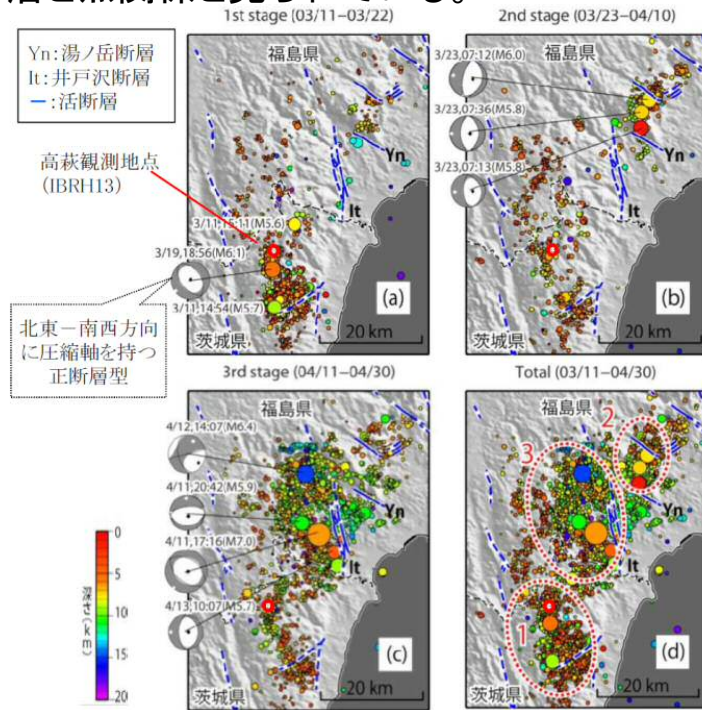 1st stage (03/11−03/22)
2nd stage (03/23−04/10)
Yn：湯ノ岳断層
It：井戸沢断層
―：活断層
高萩観測地点
(IBRH13)
福島県
3/11,15:11(M5.6)
3/19,18:56(M6.1)
3/11,14:54(M5.7)
Yn
It
(a)
20 km
茨城県
北東－南西方向
に圧縮軸を持つ
正断層型
福島県
3/23,07:12(M6.0)
3/23,07:36(M5.8)
3/23,07:13(M5.8)
Yn
It
(b)
20 km
茨城県
3rd stage (04/11−04/30)
Total (03/11−04/30)
福島県
4/12,14:07(M6.4)
4/11,20:42(M5.9)
4/11,17:16(M7.0)
4/13,10:07(M5.7)
Yn
It
(c)
20 km
茨城県
0
5
10
15
20
深さ(km)
福島県
2
3
1
Yn
It
(d)
20 km
茨城県